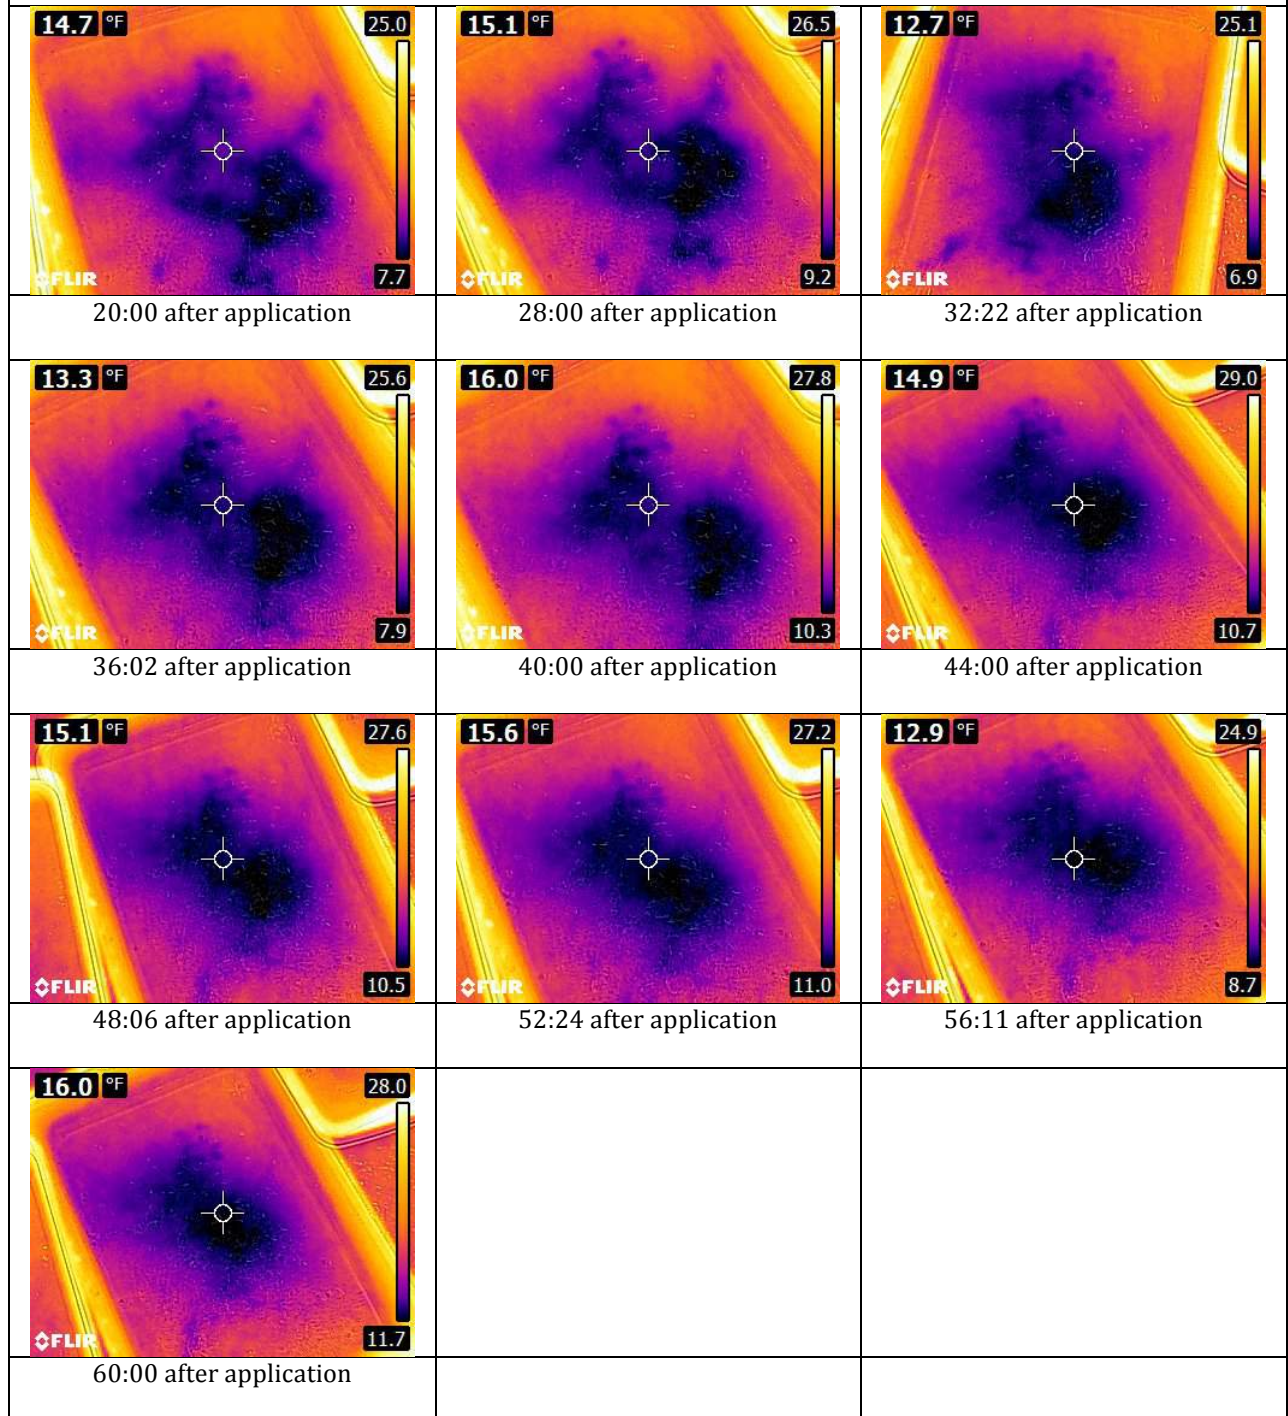 14.7 °F 25.0
FLIR 7.7
20:00 after application
15.1 °F 26.5
FLIR 9.2
28:00 after application
12.7 °F 25.1
FLIR 6.9
32:22 after application
13.3 °F 25.6
FLIR 7.9
36:02 after application
16.0 °F 27.8
FLIR 10.3
40:00 after application
14.9 °F 29.0
FLIR 10.7
44:00 after application
15.1 °F 27.6
FLIR 10.5
48:06 after application
15.6 °F 27.2
FLIR 11.0
52:24 after application
12.9 °F 24.9
FLIR 8.7
56:11 after application
16.0 °F 28.0
FLIR 11.7
60:00 after application